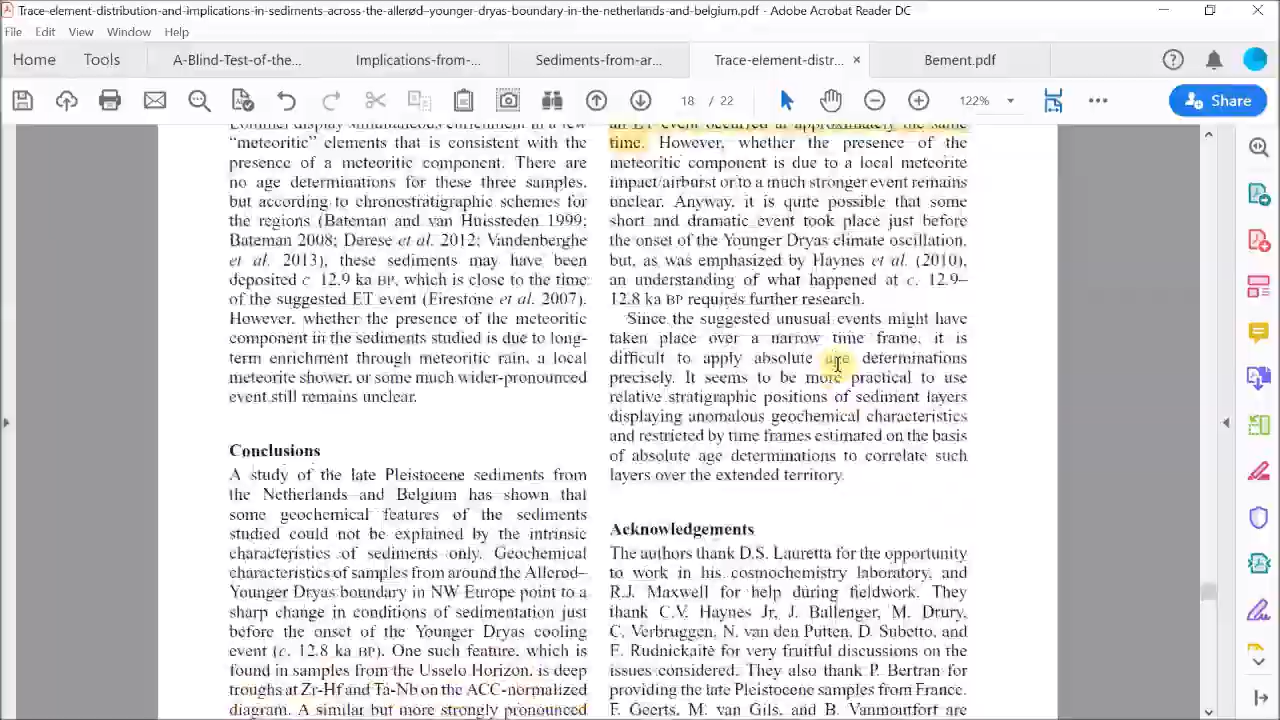 Trace-element-distribution-and-implications-in-sediments-across-the-allerød-younger-dryas-boundary-in-the-netherlands-and-belgium.pdf - Adobe Acrobat Reader DC
File Edit View Window Help
Home Tools A-Blind-Test-of-the... Implications-from-... Sediments-from-ar... Trace-element-distr... × Bement.pdf
18 / 22 122% Share
Lommel display simultaneous enrichment in a few
"meteoritic" elements that is consistent with the
presence of a meteoritic component. There are
no age determinations for these three samples,
but according to chronostratigraphic schemes for
the regions (Bateman and van Huissteden 1999;
Bateman 2008; Derese et al. 2012; Vandenberghe
et al. 2013), these sediments may have been
deposited c. 12.9 ka BP, which is close to the time
of the suggested ET event (Firestone et al. 2007).
However, whether the presence of the meteoritic
component in the sediments studied is due to long-
term enrichment through meteoritic rain, a local
meteorite shower, or some much wider-pronounced
event still remains unclear.
Conclusions
A study of the late Pleistocene sediments from
the Netherlands and Belgium has shown that
some geochemical features of the sediments
studied could not be explained by the intrinsic
characteristics of sediments only. Geochemical
characteristics of samples from around the Allerød–
Younger Dryas boundary in NW Europe point to a
sharp change in conditions of sedimentation just
before the onset of the Younger Dryas cooling
event (c. 12.8 ka BP). One such feature, which is
found in samples from the Usselo Horizon, is deep
troughs at Zr-Hf and Ta-Nb on the ACC-normalized
diagram. A similar but more strongly pronounced
an ET event occurred at approximately the same
time. However, whether the presence of the
meteoritic component is due to a local meteorite
impact/airburst or to a much stronger event remains
unclear. Anyway, it is quite possible that some
short and dramatic event took place just before
the onset of the Younger Dryas climate oscillation,
but, as was emphasized by Haynes et al. (2010),
an understanding of what happened at c. 12.9–
12.8 ka BP requires further research.
Since the suggested unusual events might have
taken place over a narrow time frame, it is
difficult to apply absolute age determinations
precisely. It seems to be more practical to use
relative stratigraphic positions of sediment layers
displaying anomalous geochemical characteristics
and restricted by time frames estimated on the basis
of absolute age determinations to correlate such
layers over the extended territory.
Acknowledgements
The authors thank D.S. Lauretta for the opportunity
to work in his cosmochemistry laboratory, and
R.J. Maxwell for help during fieldwork. They
thank C.V. Haynes Jr, J. Ballenger, M. Drury,
C. Verbruggen, N. van den Putten, D. Subetto, and
F. Rudnickaitė for very fruitful discussions on the
issues considered. They also thank P. Bertran for
providing the late Pleistocene samples from France.
F. Geerts, M. van Gils, and B. Vanmontfort are